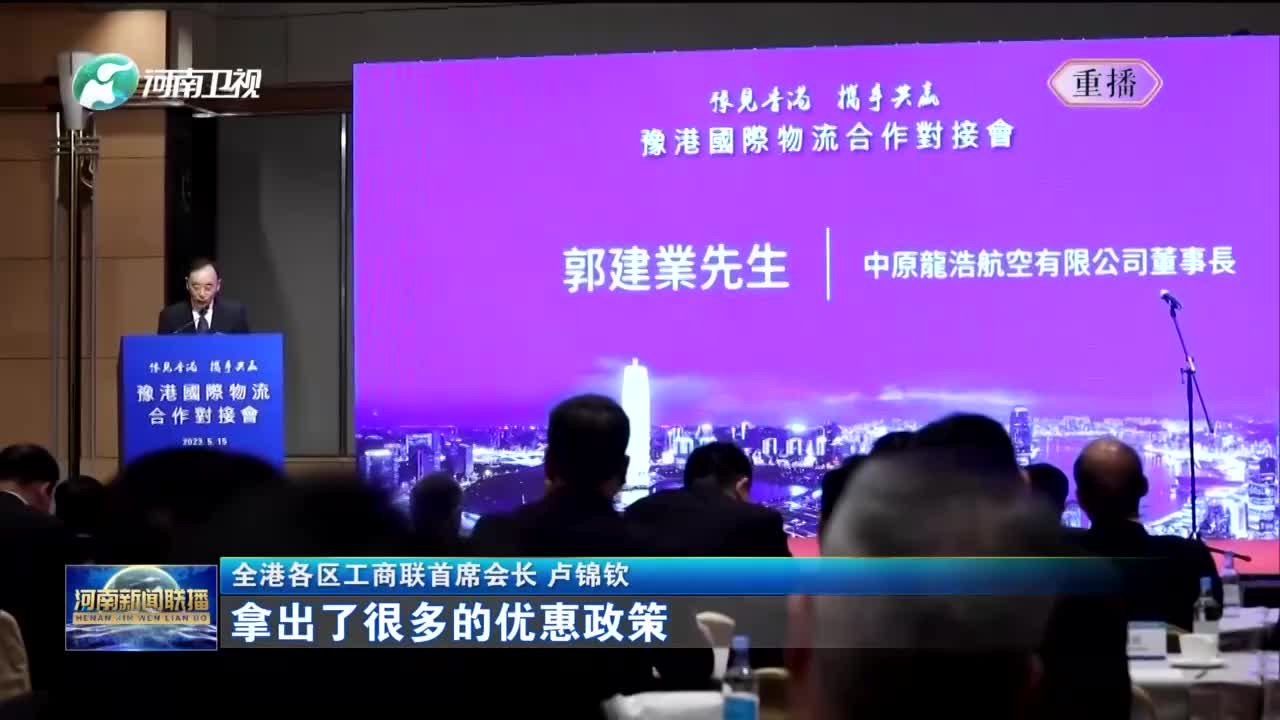 河南卫视
重播
豫見香港 攜手共贏
豫港國際物流合作對接會
郭建業先生
中原龍浩航空有限公司董事長
豫見香港 攜手共贏
豫港國際物流
合作對接會
2023.5.15
全港各区工商联首席会长 卢锦钦
河南新闻联播
HENAN XIN WEN LIAN BO
拿出了很多的优惠政策